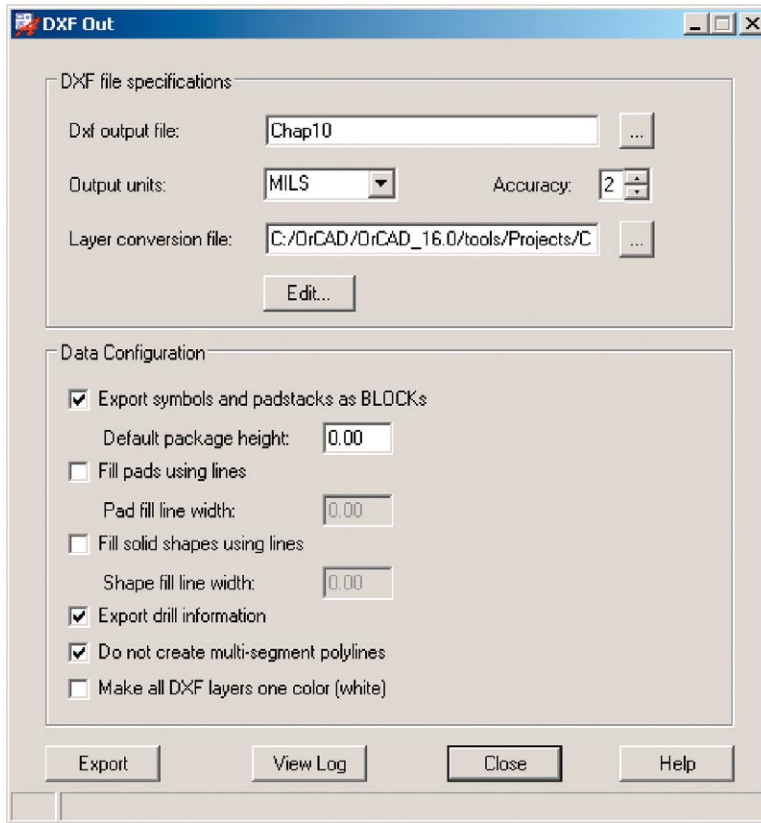 DXF Out
DXF file specifications
Dxf output file: Chap10 ...
Output units: MILS Accuracy: 2
Layer conversion file: C:/OrCAD/OrCAD_16.0/tools/Projects/C ...
Edit...
Data Configuration
Export symbols and padstacks as BLOCKs
Default package height: 0.00
Fill pads using lines
Pad fill line width: 0.00
Fill solid shapes using lines
Shape fill line width: 0.00
Export drill information
Do not create multi-segment polylines
Make all DXF layers one color (white)
Export View Log Close Help